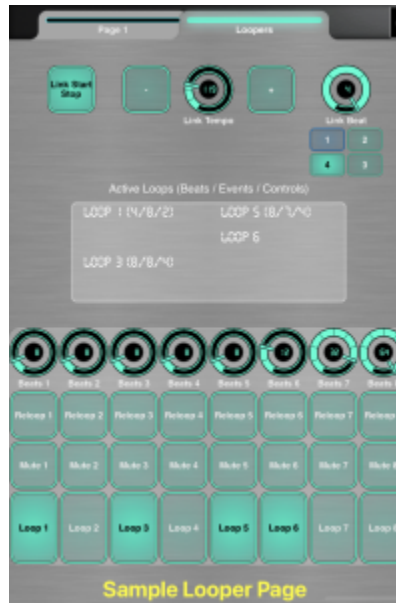 Page 1 Loopers
Link Start
Stop
-
+
Link Tempo
Link Beat
1 2
4 3
Active Loops (Beats / Events / Controls)
LOOP 1 (4/8/2) LOOP 5 (8/7/4)
LOOP 6
LOOP 3 (8/8/4)
Beats 1 Beats 2 Beats 3 Beats 4 Beats 5 Beats 6 Beats 7 Beats
Reloop 1 Reloop 2 Reloop 3 Reloop 4 Reloop 5 Reloop 6 Reloop 7 Reloop
Mute 1 Mute 2 Mute 3 Mute 4 Mute 5 Mute 6 Mute 7 Mute
Loop 1 Loop 2 Loop 3 Loop 4 Loop 5 Loop 6 Loop 7 Loop
Sample Looper Page